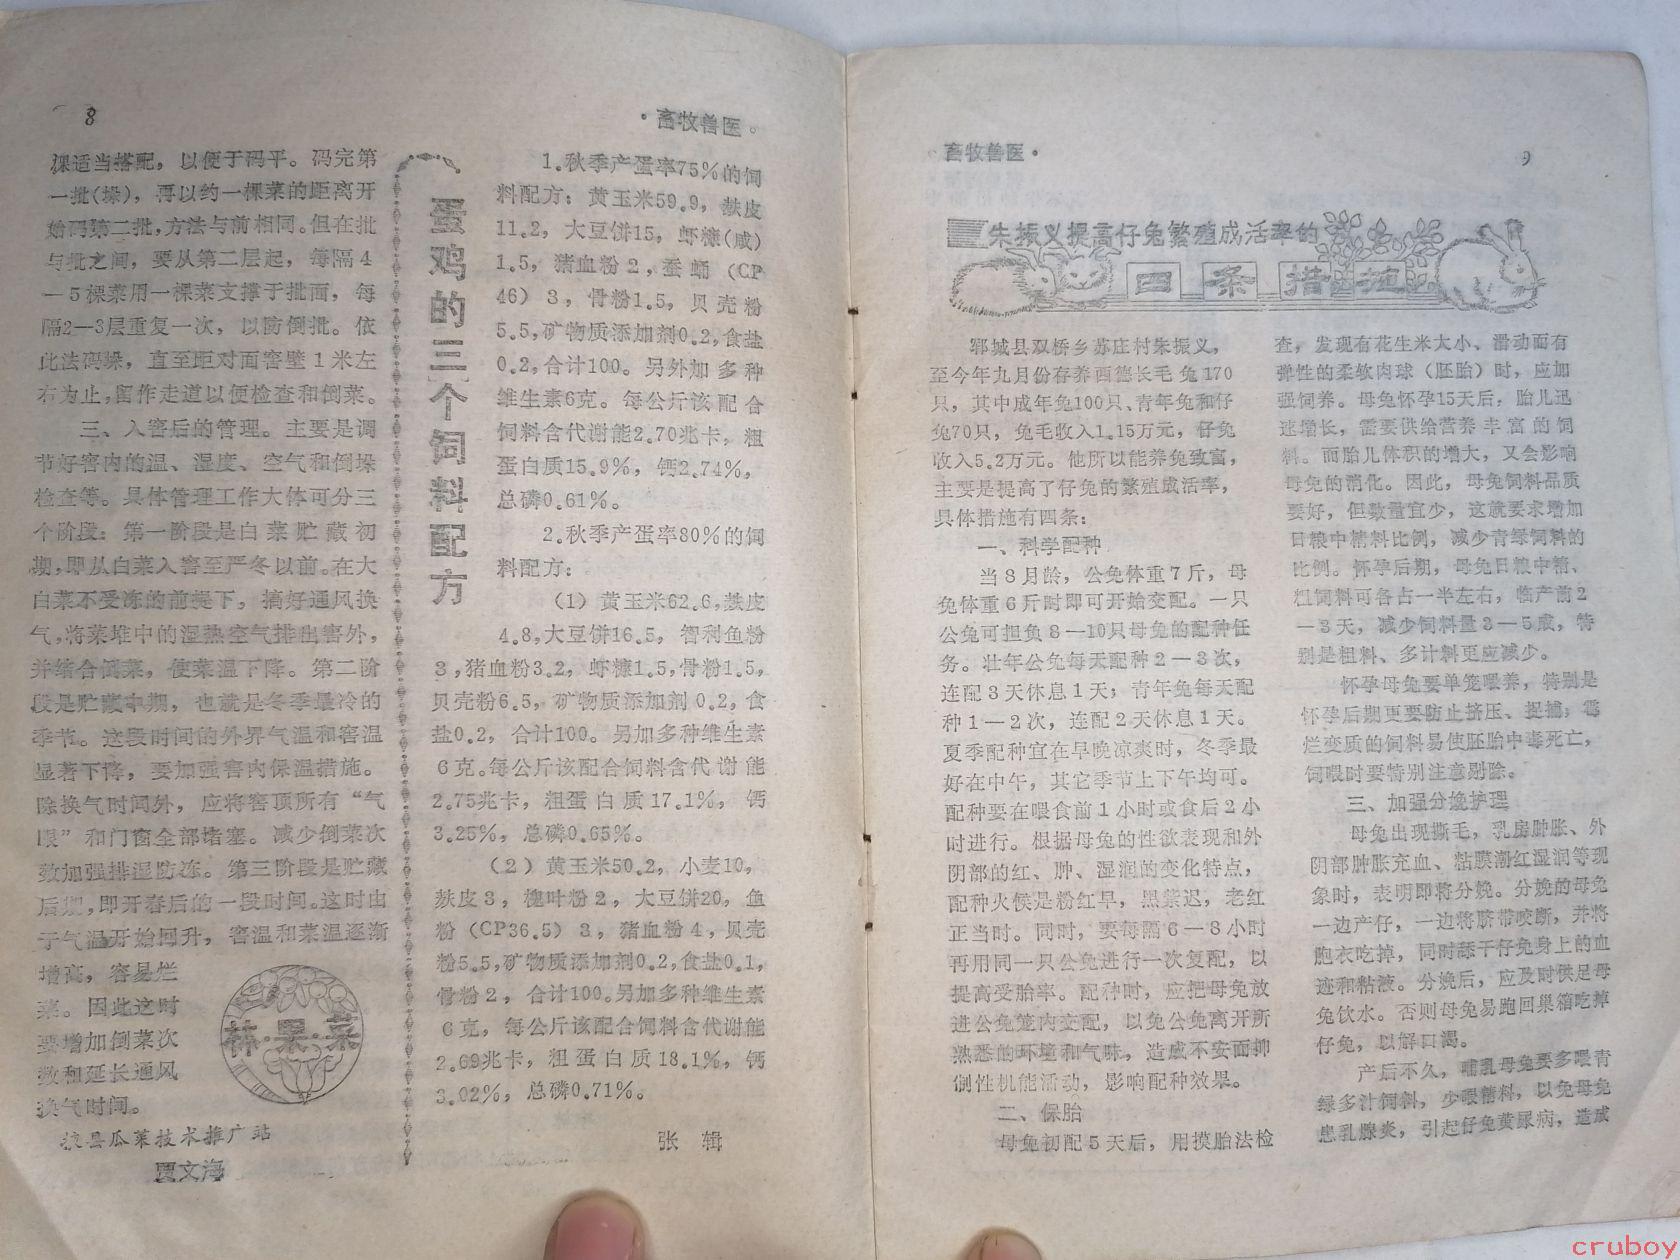 8
·畜牧兽医·
棵适当搭配，以便于码平。码完第
一批(垛)，再以约一棵菜的距离开
始码第二批，方法与前相同。但在批
与批之间，要从第二层起，每隔4
—5棵菜用一棵菜支撑于批面，每
隔2—3层重复一次，以防倒批。依
此法码垛，直至距对面窖壁1米左
右为止，留作走道以便检查和倒菜。
三、入窖后的管理。主要是调
节好窖内的温、湿度、空气和倒垛
检查等。具体管理工作大体可分三
个阶段：第一阶段是白菜贮藏初
期，即从白菜入窖至严冬以前。在大
白菜不受冻的前提下，搞好通风换
气，将菜堆中的湿热空气排出窖外，
并结合倒菜，使菜温下降。第二阶
段是贮藏中期，也就是冬季最冷的
季节。这段时间的外界气温和窖温
显著下降，要加强窖内保温措施。
除换气时间外，应将窖顶所有“气
眼”和门窗全部堵塞。减少倒菜次
数加强排湿防冻。第三阶段是贮藏
后期，即开春后的一段时间。这时由
于气温开始回升，窖温和菜温逐渐
增高，容易烂
菜。因此这时
要增加倒菜次
数和延长通风
换气时间。
林·果·菜
掖县瓜菜技术推广站
贾文海
蛋鸡的三个饲料配方
1.秋季产蛋率75％的饲
料配方：黄玉米59.9，麸皮
11.2，大豆饼15，虾糠(咸)
1.5，猪血粉2，蚕蛹（CP
46）3，骨粉1.5，贝壳粉
5.5，矿物质添加剂0.2，食盐
0.2，合计100。另外加多种
维生素6克。每公斤该配合
饲料含代谢能2.70兆卡，粗
蛋白质15.9％，钙2.74％，
总磷0.61％。
2.秋季产蛋率80％的饲
料配方：
（1）黄玉米62.6，麸皮
4.8，大豆饼16.5，智利鱼粉
3，猪血粉3.2，虾糠1.5，骨粉1.5，
贝壳粉6.5，矿物质添加剂0.2，食
盐0.2，合计100。另加多种维生素
6克。每公斤该配合饲料含代谢能
2.75兆卡，粗蛋白质17.1％，钙
3.25％，总磷0.65％。
（2）黄玉米50.2，小麦10，
麸皮3，槐叶粉2，大豆饼20，鱼
粉（CP36.5）3，猪血粉4，贝壳
粉5.5，矿物质添加剂0.2，食盐0.1，
骨粉2，合计100。另加多种维生素
6克，每公斤该配合饲料含代谢能
2.69兆卡，粗蛋白质18.1％，钙
3.02％，总磷0.71％。
张 辑
畜牧兽医·
9
朱振义提高仔兔繁殖成活率的
四条措施
郓城县双桥乡苏庄村朱振义，
至今年九月份存养西德长毛兔170
只，其中成年兔100只、青年兔和仔
兔70只，兔毛收入1.15万元，仔兔
收入5.2万元。他所以能养兔致富，
主要是提高了仔兔的繁殖成活率，
具体措施有四条：
一、科学配种
当8月龄，公兔体重7斤，母
兔体重6斤时即可开始交配。一只
公兔可担负8—10只母兔的配种任
务。壮年公兔每天配种2—3次，
连配3天休息1天；青年兔每天配
种1—2次，连配2天休息1天。
夏季配种宜在早晚凉爽时，冬季最
好在中午，其它季节上下午均可。
配种要在喂食前1小时或食后2小
时进行。根据母兔的性欲表现和外
阴部的红、肿、湿润的变化特点，
配种火候是粉红早，黑紫迟，老红
正当时。同时，要每隔6—8小时
再用同一只公兔进行一次复配，以
提高受胎率。配种时，应把母兔放
进公兔笼内交配，以免公兔离开所
熟悉的环境和气味，造成不安而抑
制性机能活动，影响配种效果。
二、保胎
母兔初配5天后，用摸胎法检
查，发现有花生米大小、滑动而有
弹性的柔软肉球（胚胎）时，应加
强饲养。母兔怀孕15天后，胎儿迅
速增长，需要供给营养丰富的饲
料。而胎儿体积的增大，又会影响
母兔的消化。因此，母兔饲料品质
要好，但数量宜少，这就要求增加
日粮中精料比例，减少青绿饲料的
比例。怀孕后期，母兔日粮中精、
粗饲料可各占一半左右，临产前2
—3天，减少饲料量3—5成，特
别是粗料、多汁料更应减少。
怀孕母兔要单笼喂养，特别是
怀孕后期更要防止挤压、捉捕；霉
烂变质的饲料易使胚胎中毒死亡，
饲喂时要特别注意剔除。
三、加强分娩护理
母兔出现撕毛，乳房肿胀、外
阴部肿胀充血、粘膜潮红湿润等现
象时，表明即将分娩。分娩的母兔
一边产仔，一边将脐带咬断，并将
胞衣吃掉，同时舔干仔兔身上的血
迹和粘液。分娩后，应及时供足母
兔饮水。否则母兔易跑回巢箱吃掉
仔兔，以解口渴。
产后不久，哺乳母兔要多喂青
绿多汁饲料，少喂精料，以免母兔
患乳腺炎，引起仔兔黄尿病，造成
cruboy